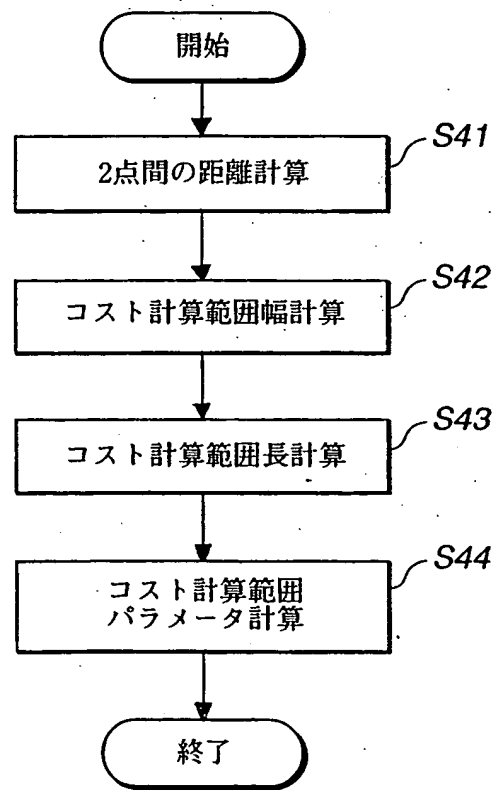 開始
S41
2点間の距離計算
S42
コスト計算範囲幅計算
S43
コスト計算範囲長計算
S44
コスト計算範囲
パラメータ計算
終了